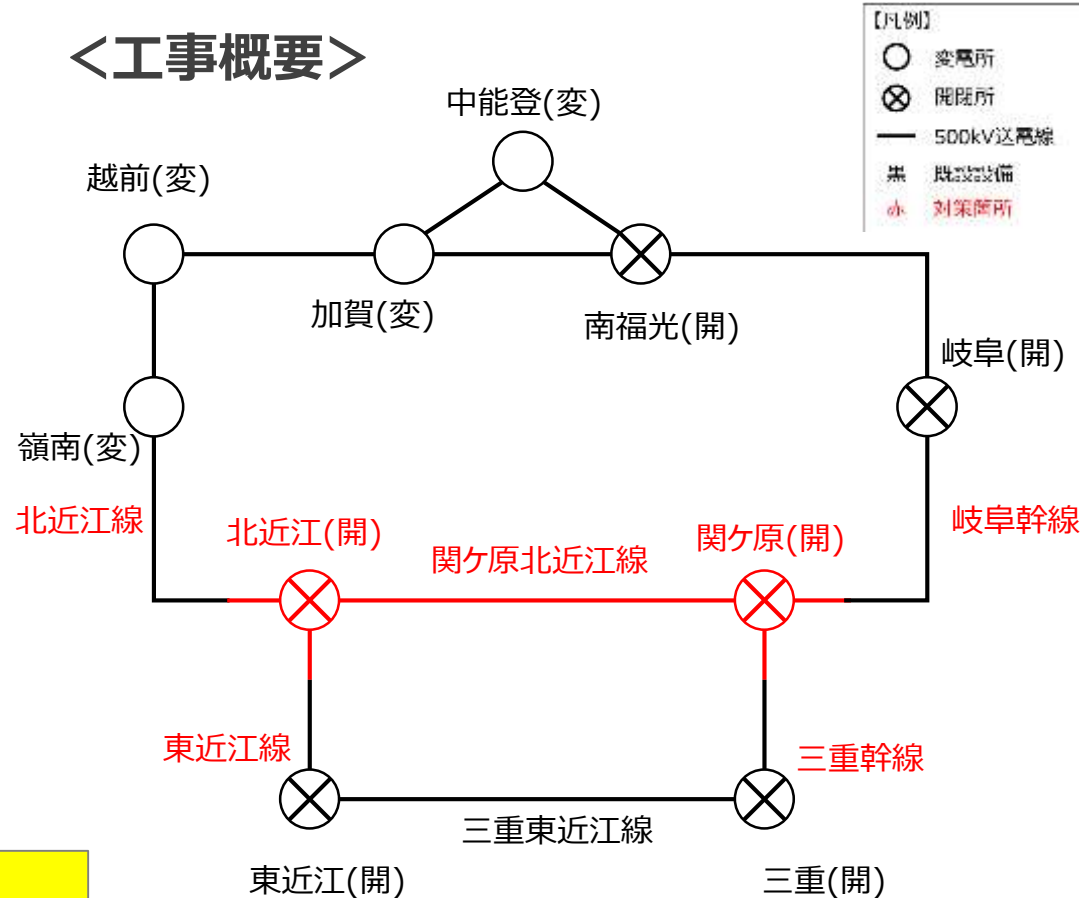 ＜工事概要＞
【凡例】
変電所
開閉所
500kV送電線
黒 既設設備
赤 対策箇所
中能登(変)
越前(変)
加賀(変)
南福光(開)
岐阜(開)
嶺南(変)
北近江線
北近江(開)
関ケ原北近江線
関ケ原(開)
岐阜幹線
東近江線
三重幹線
三重東近江線
東近江(開)
三重(開)